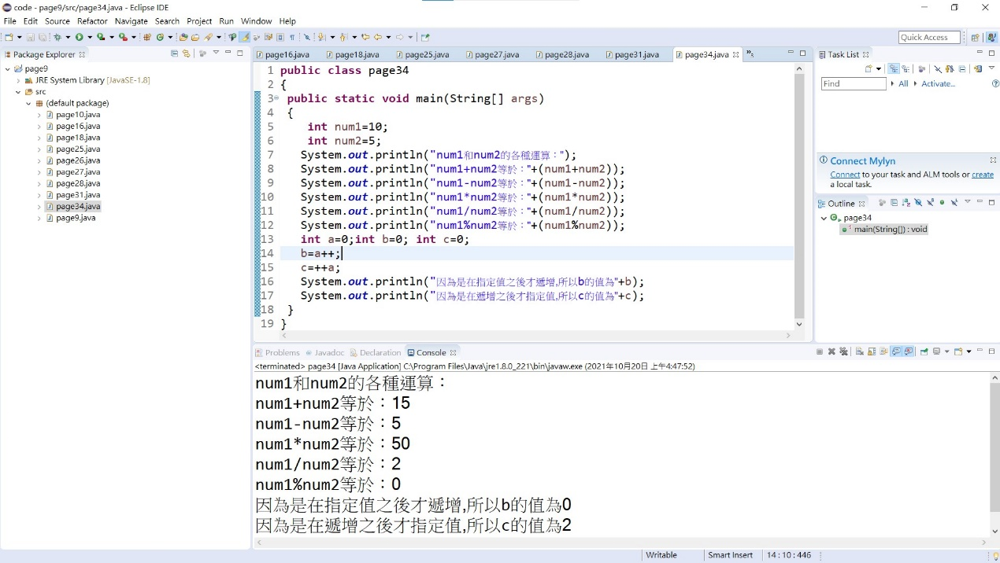 code - page9/src/page34.java - Eclipse IDE
File Edit Source Refactor Navigate Search Project Run Window Help
Quick Access
Package Explorer
page9
JRE System Library [JavaSE-1.8]
src
(default package)
page10.java
page16.java
page18.java
page25.java
page26.java
page27.java
page28.java
page31.java
page34.java
page9.java
page16.java page18.java page25.java page27.java page28.java page31.java page34.java
1 public class page34
2 {
3 public static void main(String[] args)
4 {
5 int num1=10;
6 int num2=5;
7 System.out.println("num1和num2的各種運算：");
8 System.out.println("num1+num2等於："+(num1+num2));
9 System.out.println("num1-num2等於："+(num1-num2));
10 System.out.println("num1*num2等於："+(num1*num2));
11 System.out.println("num1/num2等於："+(num1/num2));
12 System.out.println("num1%num2等於："+(num1%num2));
13 int a=0;int b=0; int c=0;
14 b=a++;
15 c=++a;
16 System.out.println("因為是在指定值之後才遞增,所以b的值為"+b);
17 System.out.println("因為是在遞增之後才指定值,所以c的值為"+c);
18 }
19 }
Task List
Find All Activate...
Connect Mylyn
Connect to your task and ALM tools or create
a local task.
Outline
page34
main(String[]) : void
Problems Javadoc Declaration Console
<terminated> page34 [Java Application] C:\Program Files\Java\jre1.8.0_221\bin\javaw.exe (2021年10月20日 上午4:47:52)
num1和num2的各種運算：
num1+num2等於：15
num1-num2等於：5
num1*num2等於：50
num1/num2等於：2
num1%num2等於：0
因為是在指定值之後才遞增,所以b的值為0
因為是在遞增之後才指定值,所以c的值為2
Writable Smart Insert 14 : 10 : 446